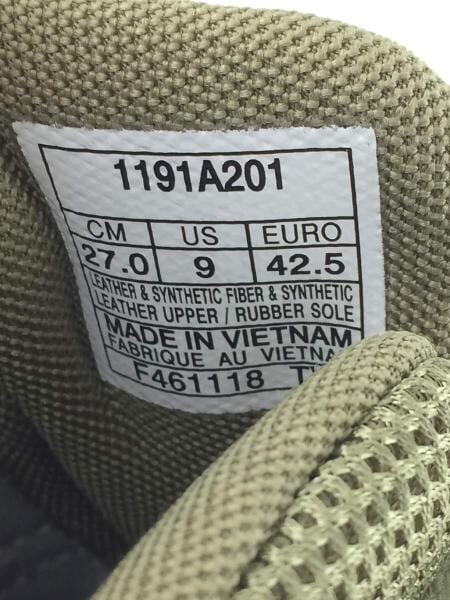 1191A201
CM US EURO
27.0 9 42.5
LEATHER & SYNTHETIC FIBER & SYNTHETIC
LEATHER UPPER / RUBBER SOLE
MADE IN VIETNAM
FABRIQUE AU VIETNA
F461118